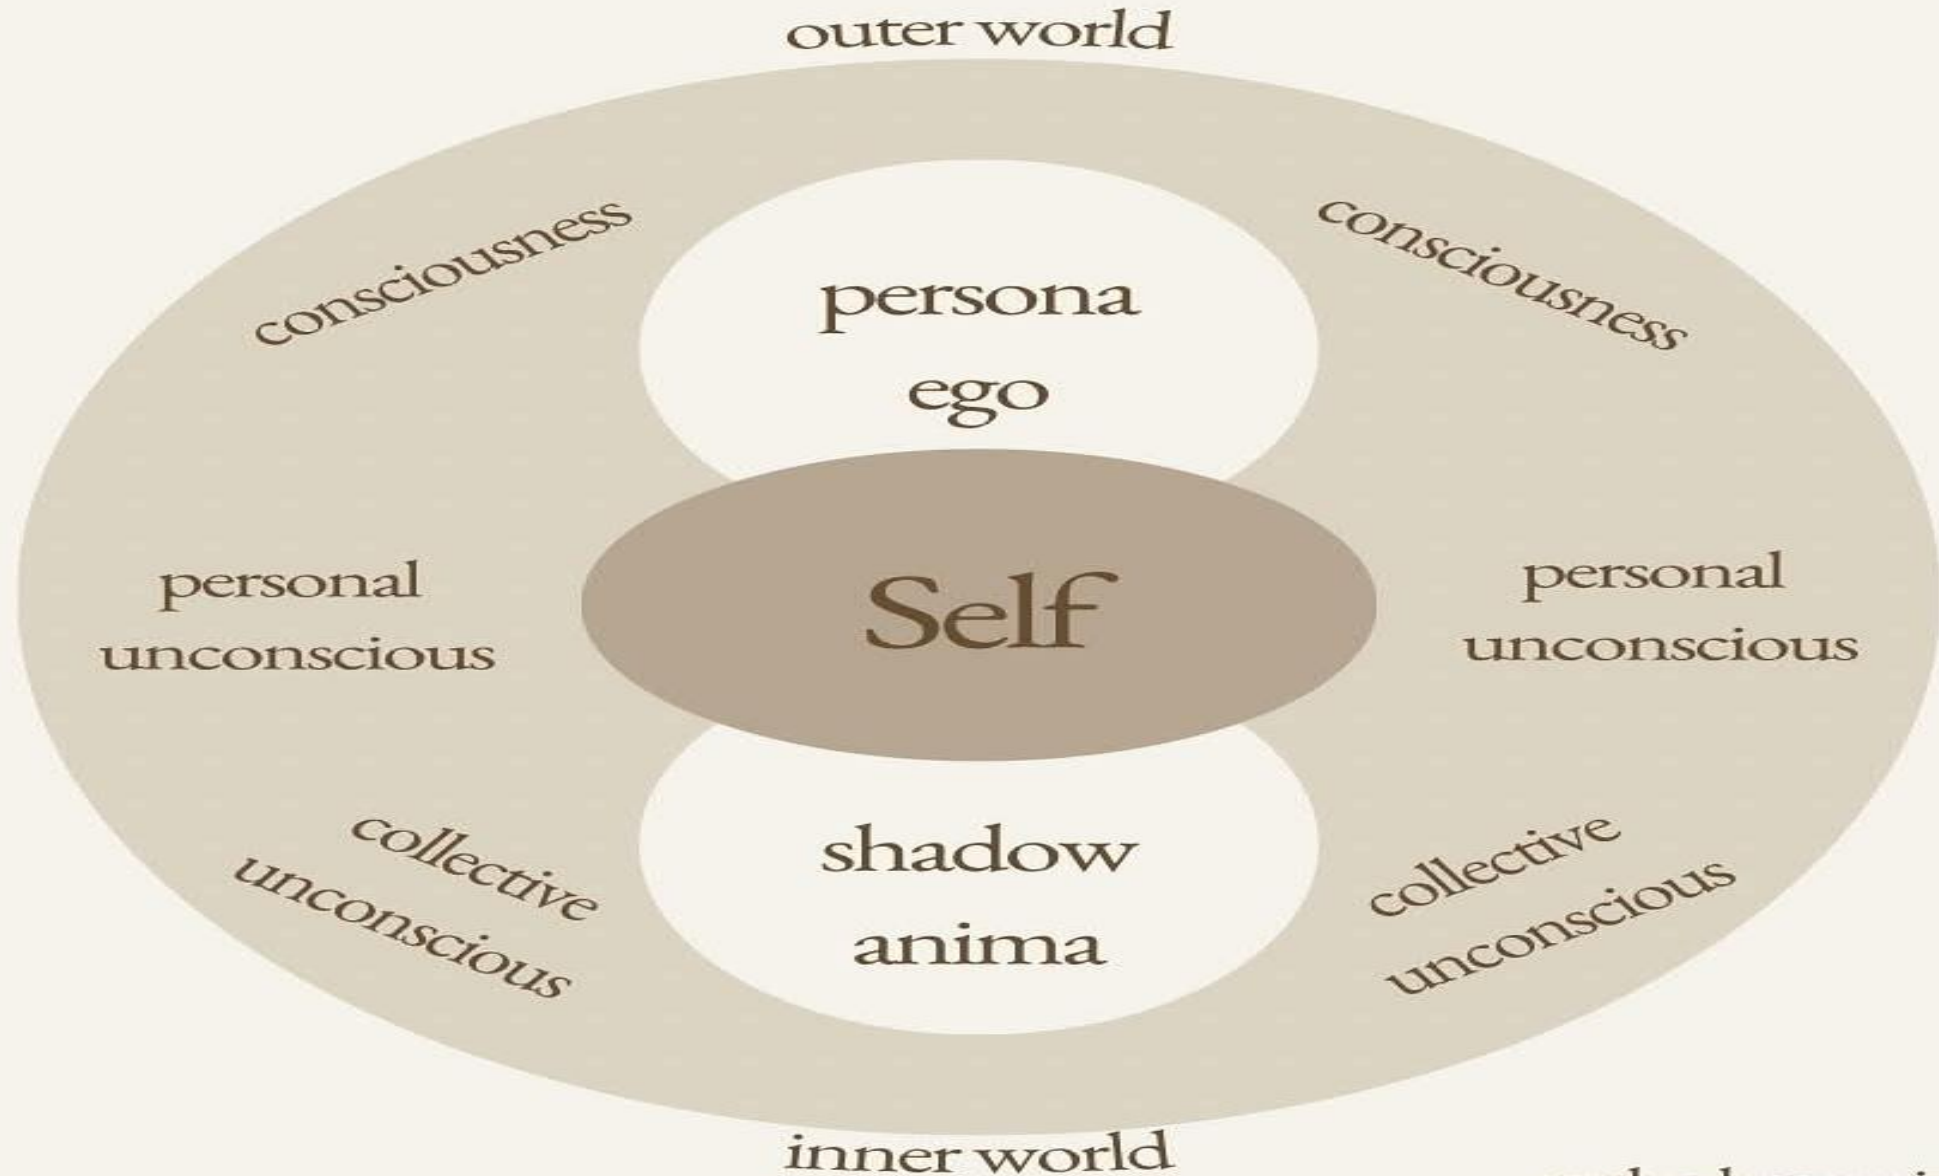 outer world
consciousness
consciousness
persona
ego
personal
unconscious
Self
personal
unconscious
collective
unconscious
shadow
anima
collective
unconscious
inner world